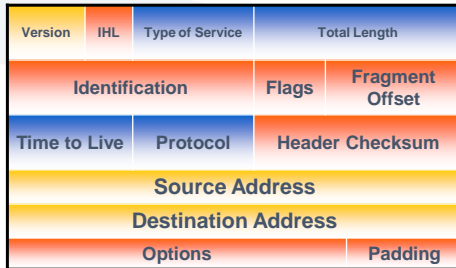 Version IHL Type of Service Total Length
Identification Flags Fragment
Offset
Time to Live Protocol Header Checksum
Source Address
Destination Address
Options Padding